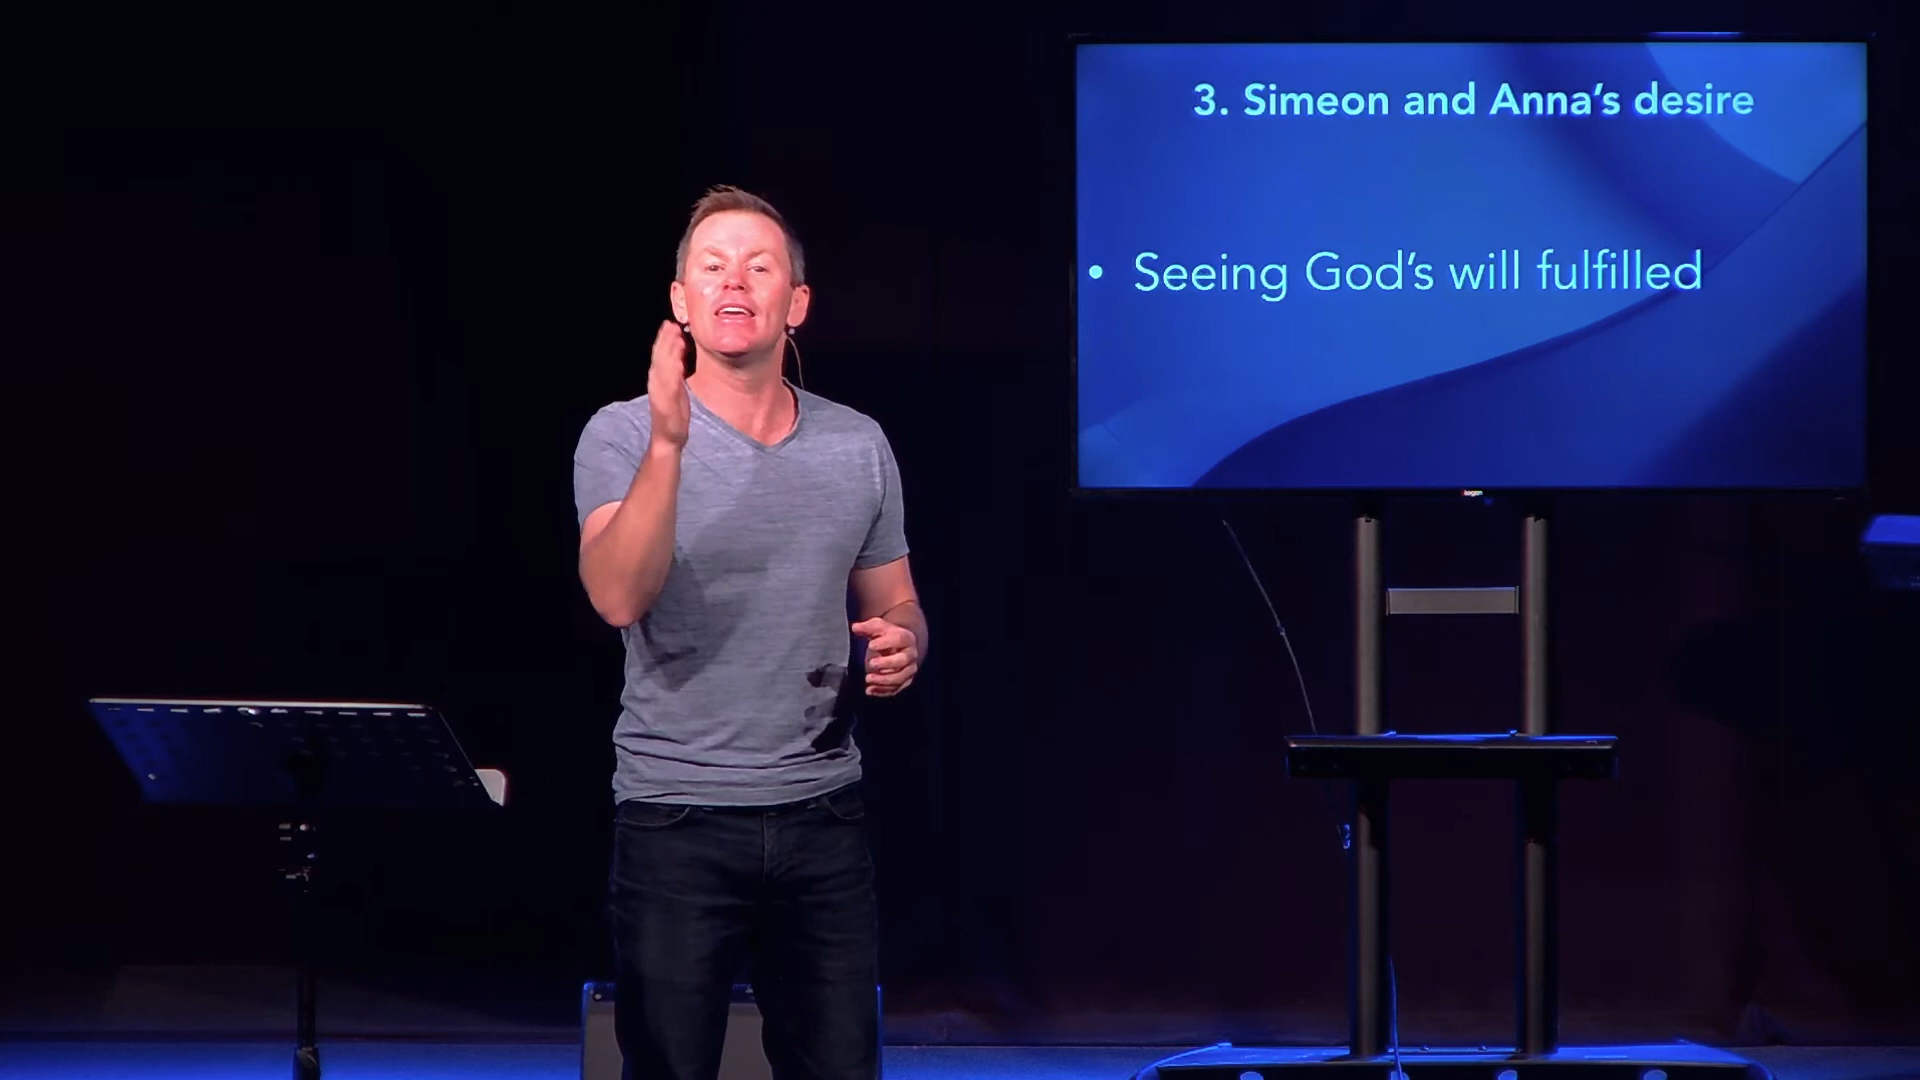 3. Simeon and Anna's desire
• Seeing God's will fulfilled